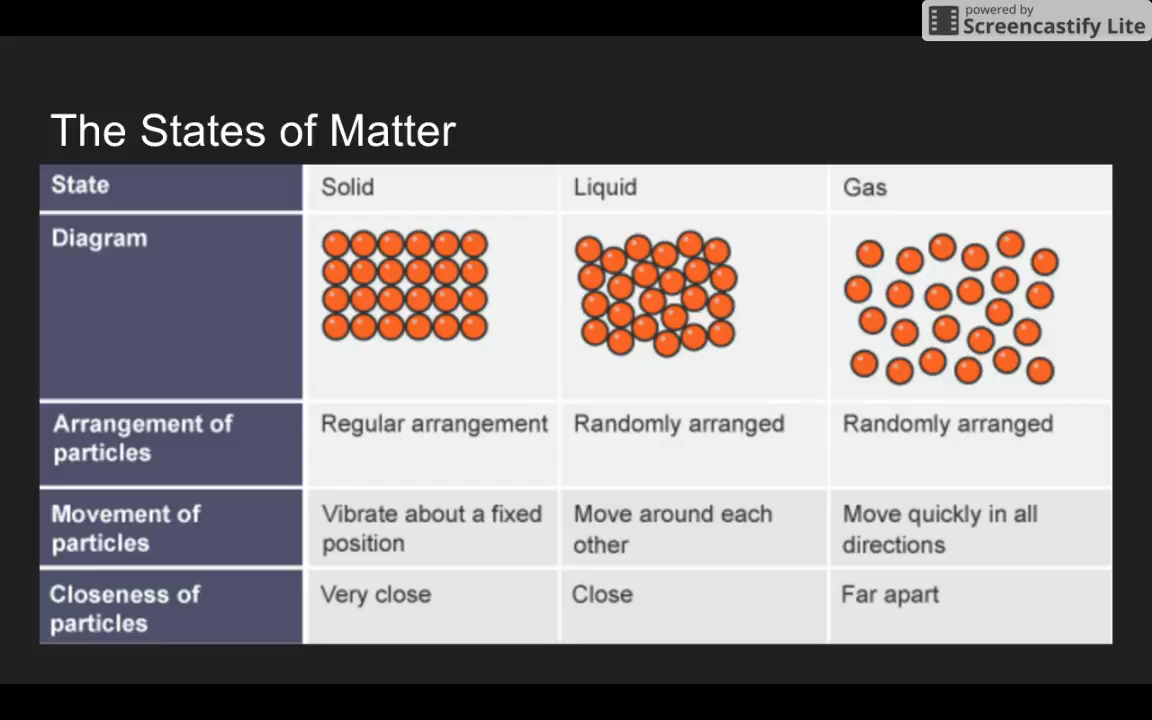 powered by
Screencastify Lite
The States of Matter
State
Solid
Liquid
Gas
Diagram
Arrangement of
particles
Regular arrangement
Randomly arranged
Randomly arranged
Movement of
particles
Vibrate about a fixed
position
Move around each
other
Move quickly in all
directions
Closeness of
particles
Very close
Close
Far apart